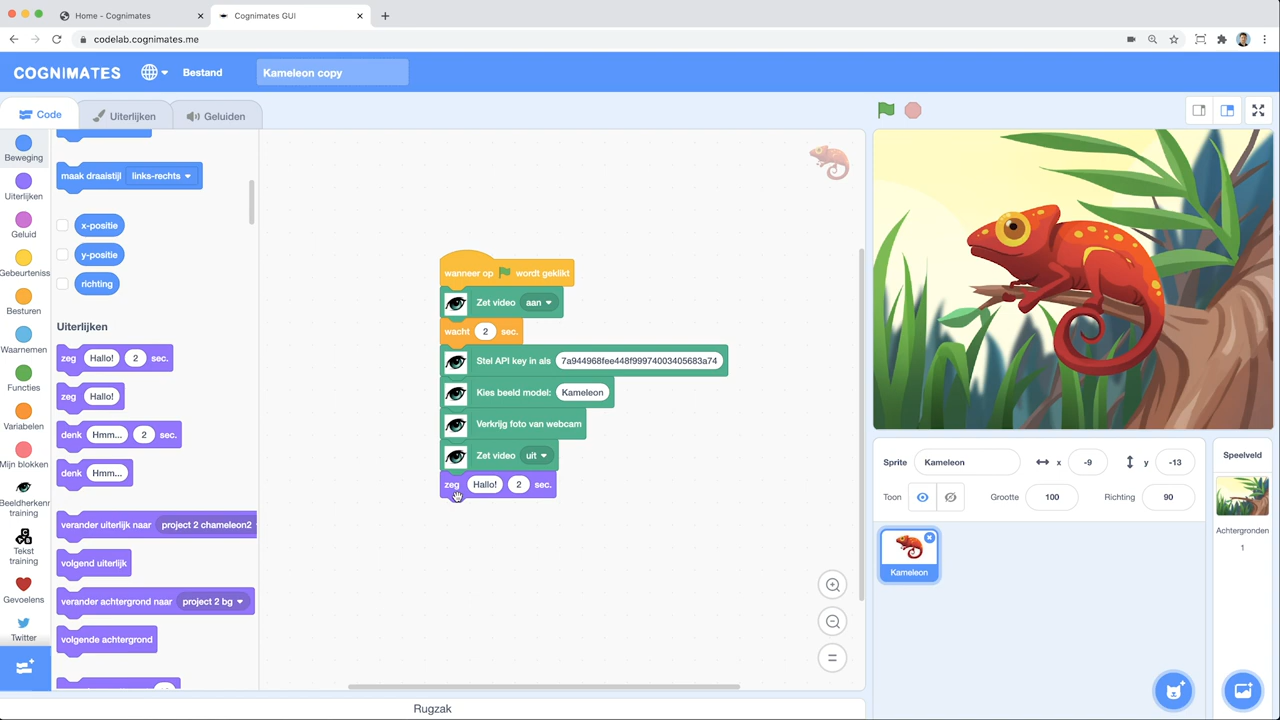 Home - Cognimates
Cognimates GUI
codelab.cognimates.me
COGNIMATES
Bestand
Kameleon copy
Code
Uiterlijken
Geluiden
Beweging
Uiterlijken
Geluid
Gebeurteniss
Besturen
Waarnemen
Functies
Variabelen
Mijn blokken
Beeldherkenn
training
Tekst
training
Gevoelens
Twitter
maak draaistijl links-rechts
x-positie
y-positie
richting
Uiterlijken
zeg Hallo! 2 sec.
zeg Hallo!
denk Hmm... 2 sec.
denk Hmm...
verander uiterlijk naar project 2 chameleon2
volgend uiterlijk
verander achtergrond naar project 2 bg
volgende achtergrond
wanneer op wordt geklikt
Zet video aan
wacht 2 sec.
Stel API key in als 7a944968fee448f99974003405683a74
Kies beeld model: Kameleon
Verkrijg foto van webcam
Zet video uit
zeg Hallo! 2 sec.
Rugzak
Sprite Kameleon x -9 y -13
Toon Grootte 100 Richting 90
Kameleon
Speelveld
Achtergronden
1